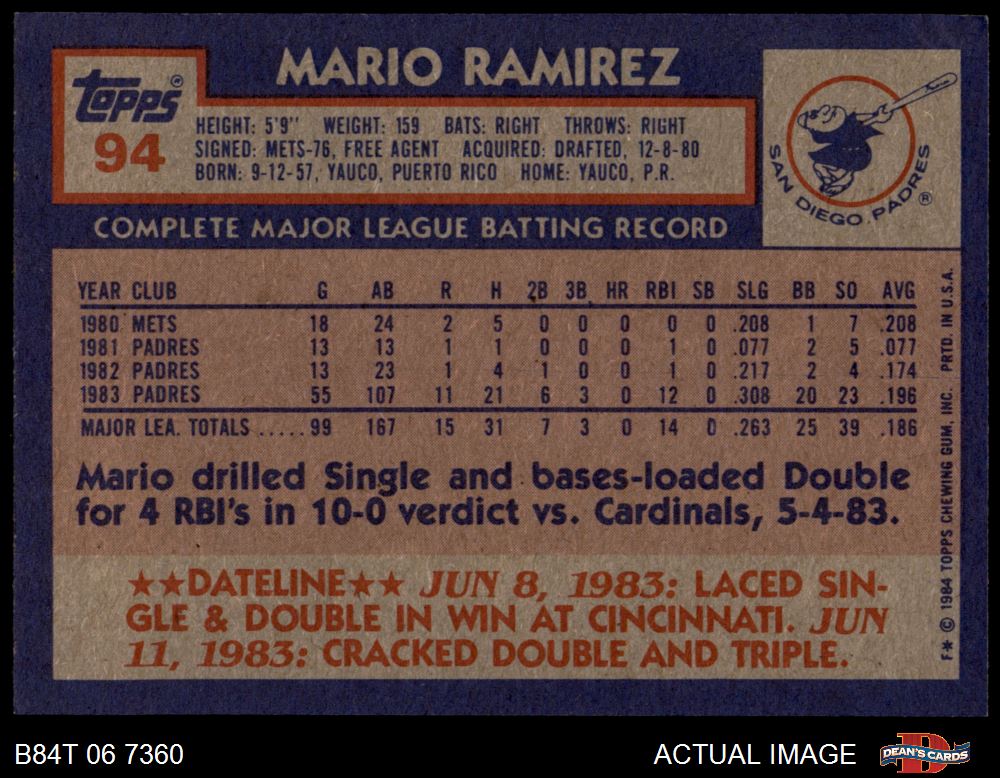 MARIO RAMIREZ
Topps®
94
HEIGHT: 5'9" WEIGHT: 159 BATS: RIGHT THROWS: RIGHT
SIGNED: METS-76, FREE AGENT ACQUIRED: DRAFTED, 12-8-80
BORN: 9-12-57, YAUCO, PUERTO RICO HOME: YAUCO, P.R.
SAN DIEGO PADRES ®
COMPLETE MAJOR LEAGUE BATTING RECORD
YEAR CLUB G AB R H 2B 3B HR RBI SB SLG BB SO AVG
1980 METS 18 24 2 5 0 0 0 0 0 .208 1 7 .208
1981 PADRES 13 13 1 1 0 0 0 1 0 .077 2 5 .077
1982 PADRES 13 23 1 4 1 0 0 1 0 .217 2 4 .174
1983 PADRES 55 107 11 21 6 3 0 12 0 .308 20 23 .196
MAJOR LEA. TOTALS .....99 167 15 31 7 3 0 14 0 .263 25 39 .186
Mario drilled Single and bases-loaded Double
for 4 RBI's in 10-0 verdict vs. Cardinals, 5-4-83.
★★DATELINE★★ JUN 8, 1983: LACED SIN-
GLE & DOUBLE IN WIN AT CINCINNATI. JUN
11, 1983: CRACKED DOUBLE AND TRIPLE.
F★ © 1984 TOPPS CHEWING GUM, INC. PRTD. IN U.S.A.
B84T 06 7360
ACTUAL IMAGE
D
DEAN'S CARDS